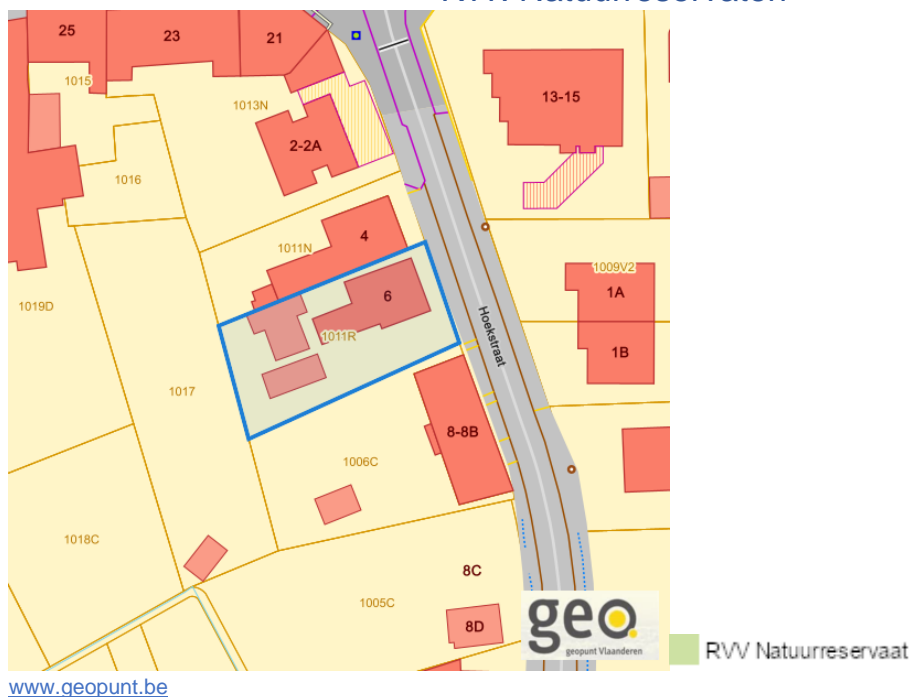 25
23
21
1015
1013N
13-15
2-2A
1016
4
1011N
1009V2
6
1A
1019D
Hoekstraat
1011R
1B
1017
8-8B
1006C
1018C
8C
1005C
8D
geo
geopunt Vlaanderen
RVV Natuurreservaat
www.geopunt.be